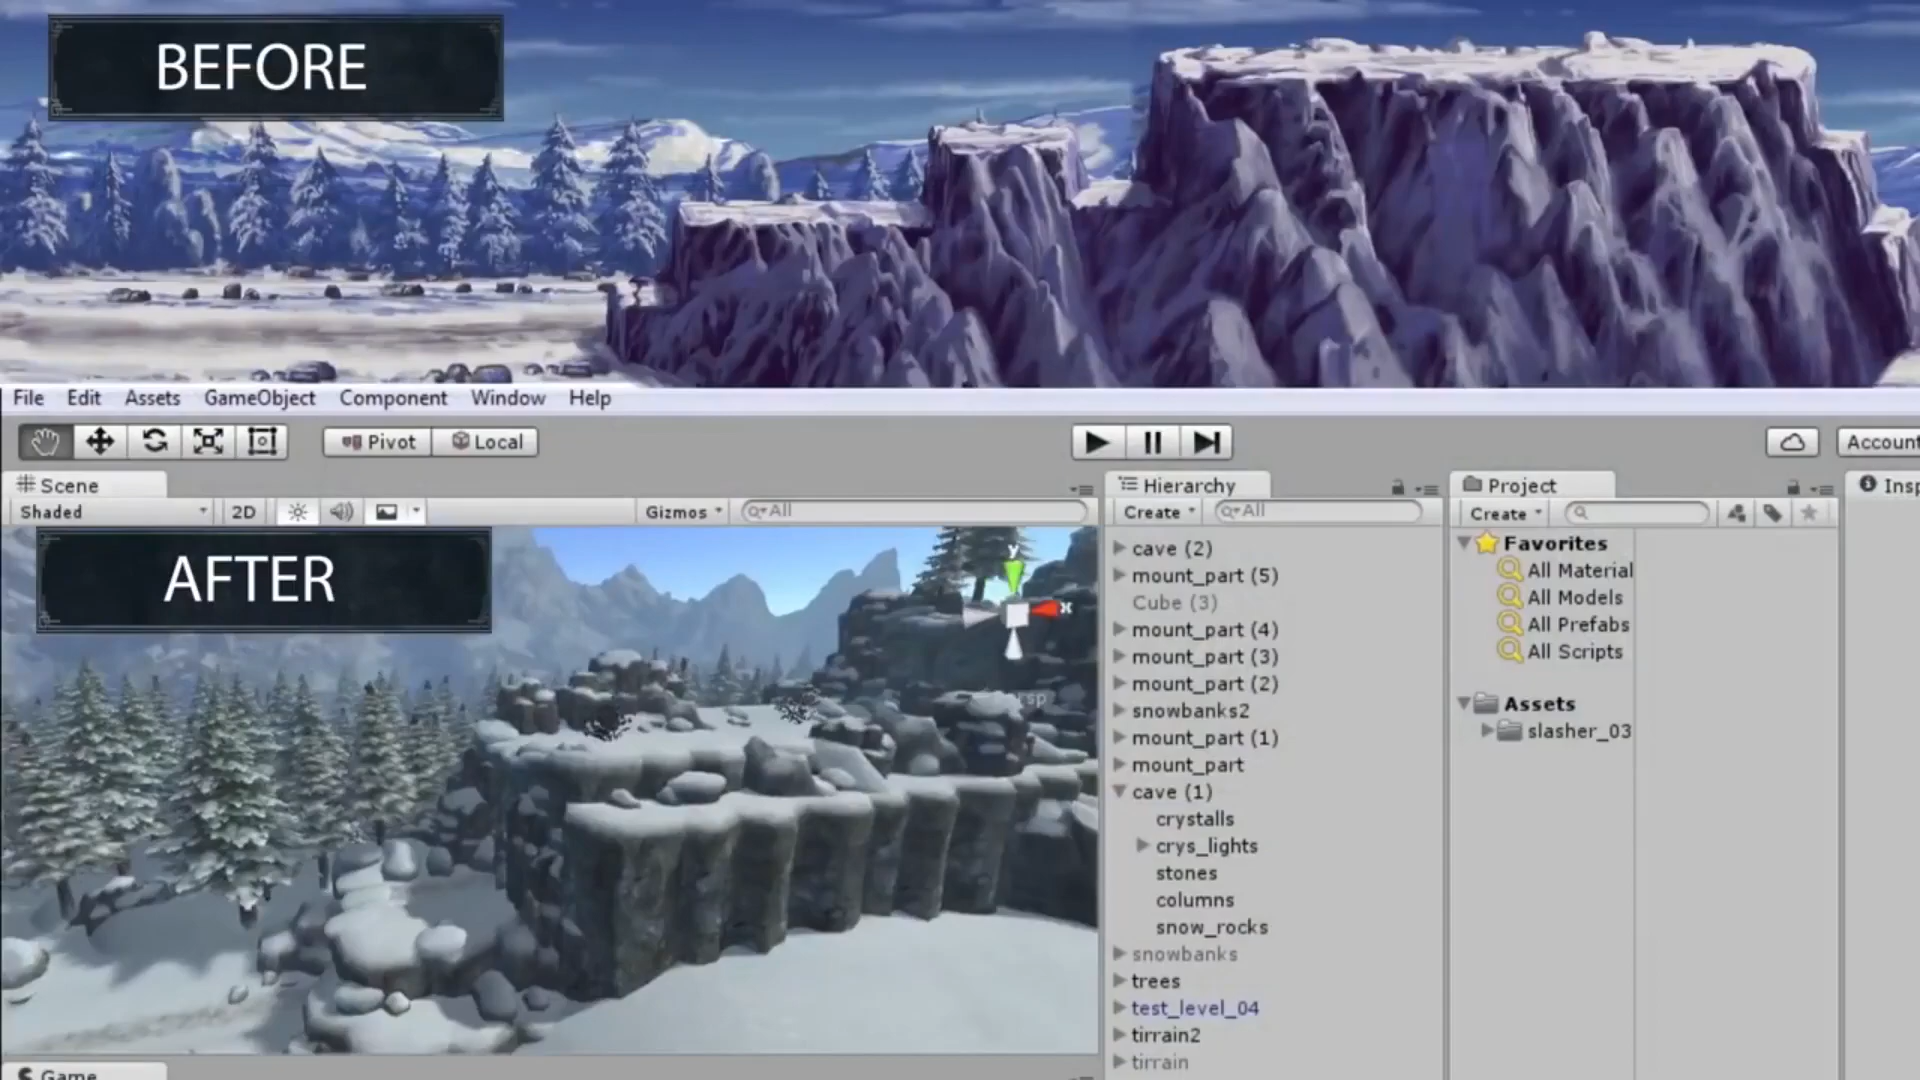 BEFORE
File Edit Assets GameObject Component Window Help
Pivot Local
Account
Scene
Shaded 2D Gizmos All
AFTER
y
x
Hierarchy
Create All
cave (2)
mount_part (5)
Cube (3)
mount_part (4)
mount_part (3)
mount_part (2)
snowbanks2
mount_part (1)
mount_part
cave (1)
crystalls
crys_lights
stones
columns
snow_rocks
snowbanks
trees
test_level_04
tirrain2
tirrain
Project
Create
Favorites
All Material
All Models
All Prefabs
All Scripts
Assets
slasher_03
Insp
Game